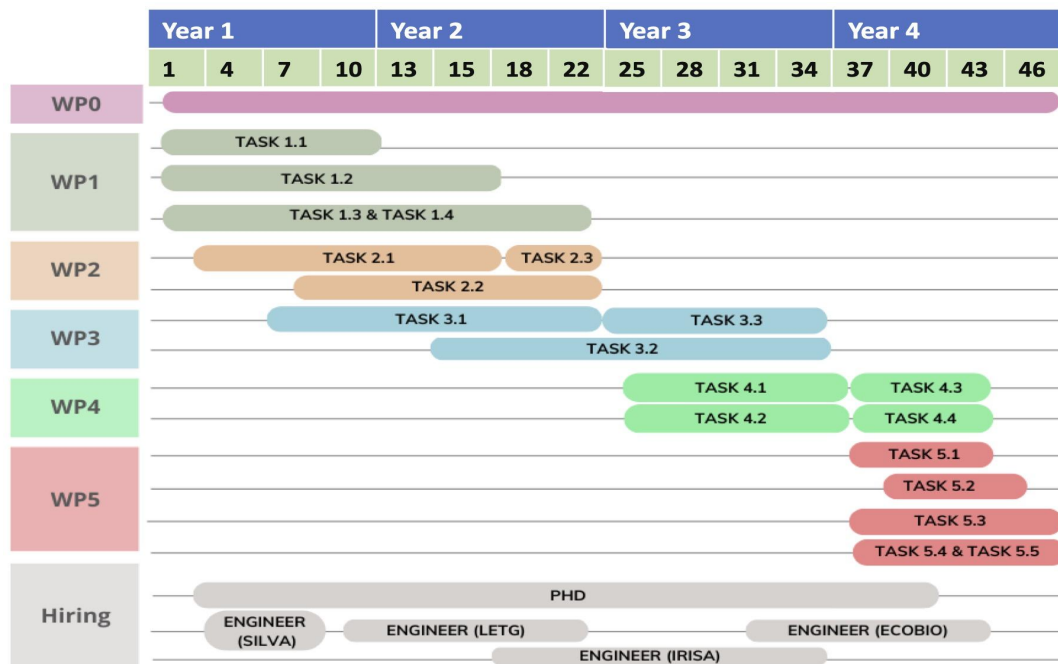 Year 1 Year 2 Year 3 Year 4
1 4 7 10 13 15 18 22 25 28 31 34 37 40 43 46
WP0
TASK 1.1
WP1
TASK 1.2
TASK 1.3 & TASK 1.4
WP2
TASK 2.1 TASK 2.3
TASK 2.2
WP3
TASK 3.1 TASK 3.3
TASK 3.2
WP4
TASK 4.1 TASK 4.3
TASK 4.2 TASK 4.4
WP5
TASK 5.1
TASK 5.2
TASK 5.3
TASK 5.4 & TASK 5.5
Hiring
PHD
ENGINEER
(SILVA)
ENGINEER (LETG) ENGINEER (ECOBIO)
ENGINEER (IRISA)